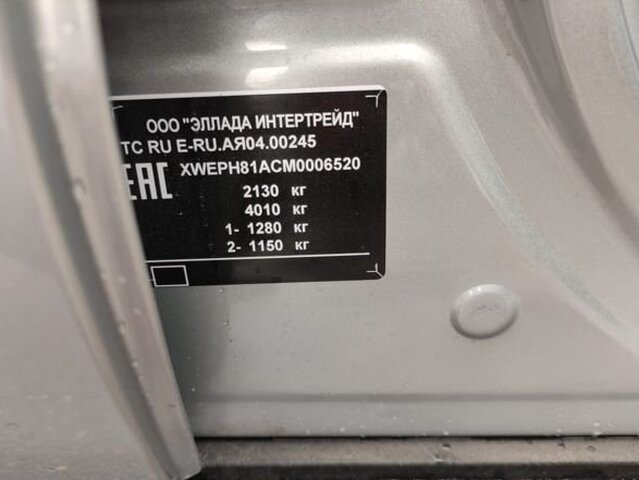 ООО "ЭЛЛАДА ИНТЕРТРЕЙД"
ТС RU E-RU.АЯ04.00245
EAC XWEPH81ACM0006520
2130 кг
4010 кг
1- 1280 кг
2- 1150 кг